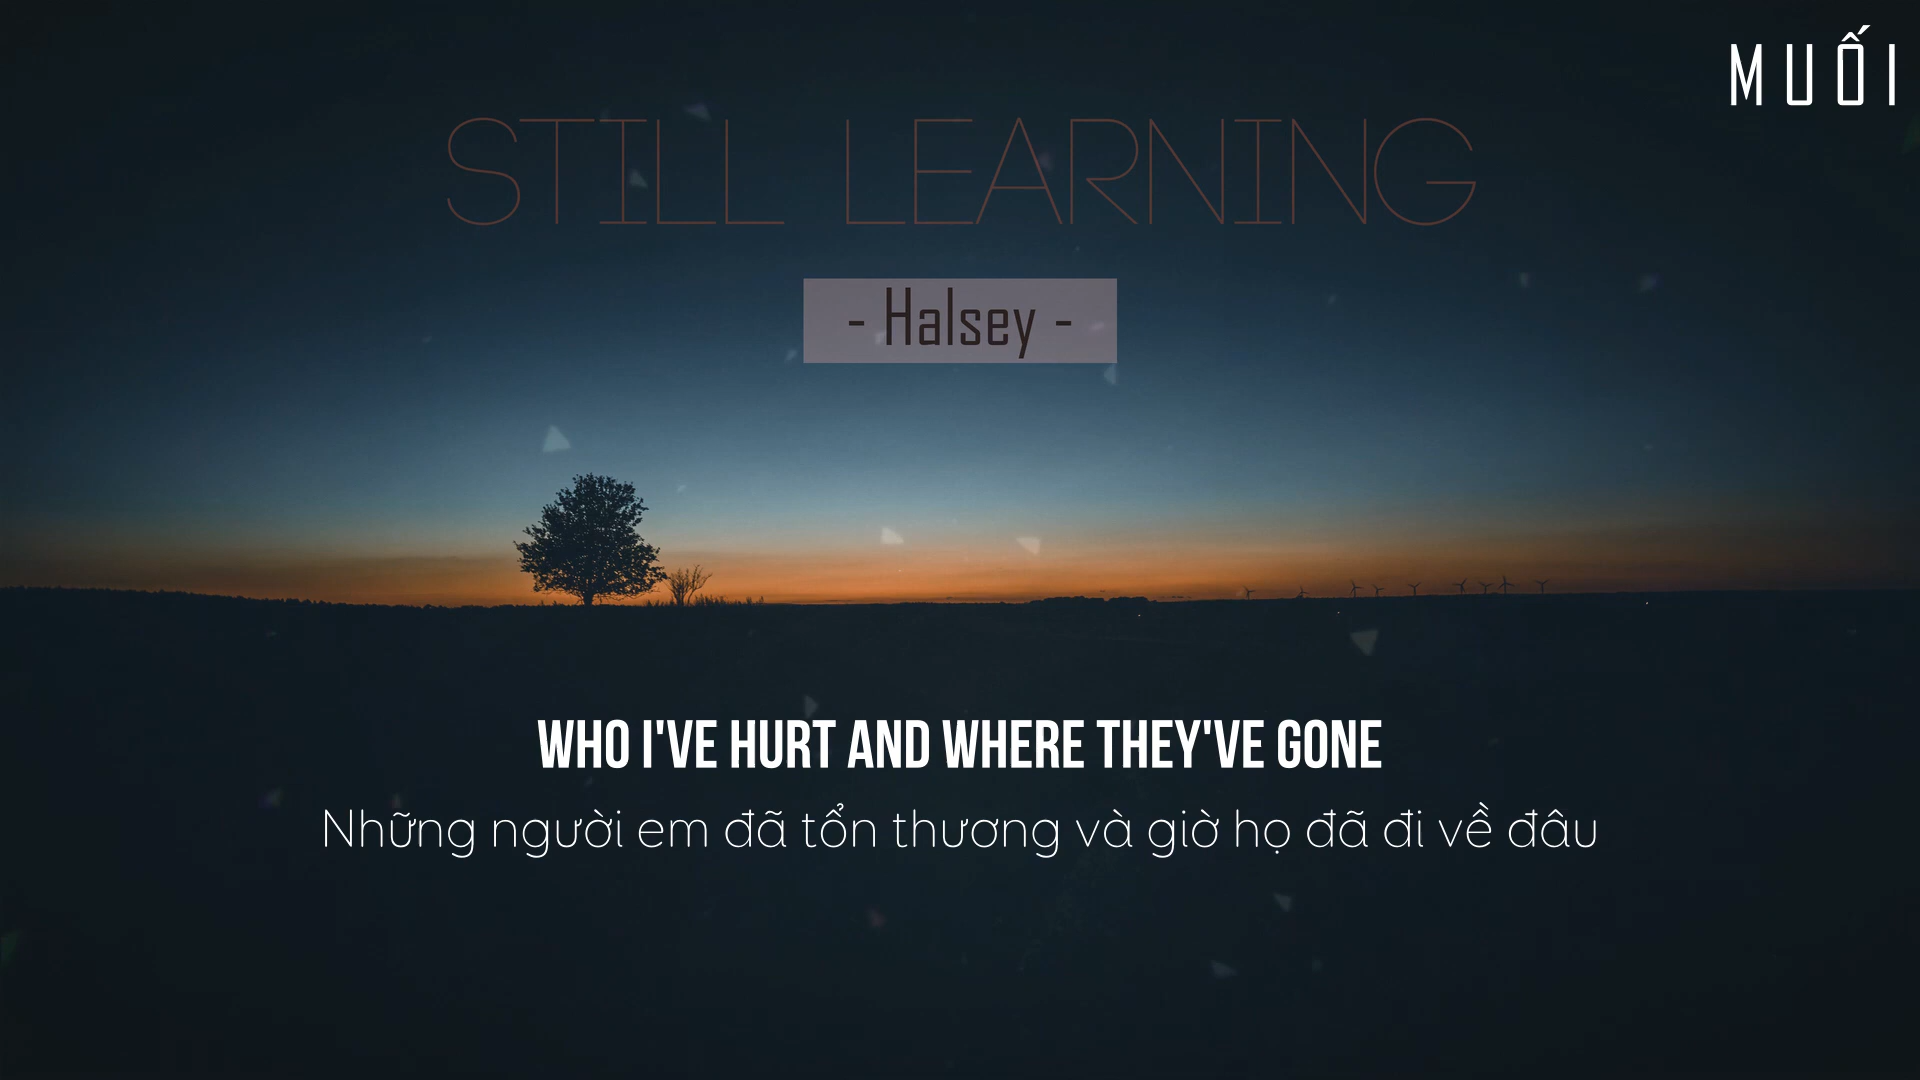 MUỐI
STILL LEARNING
- Halsey -
WHO I'VE HURT AND WHERE THEY'VE GONE
Những người em đã tổn thương và giờ họ đã đi về đâu